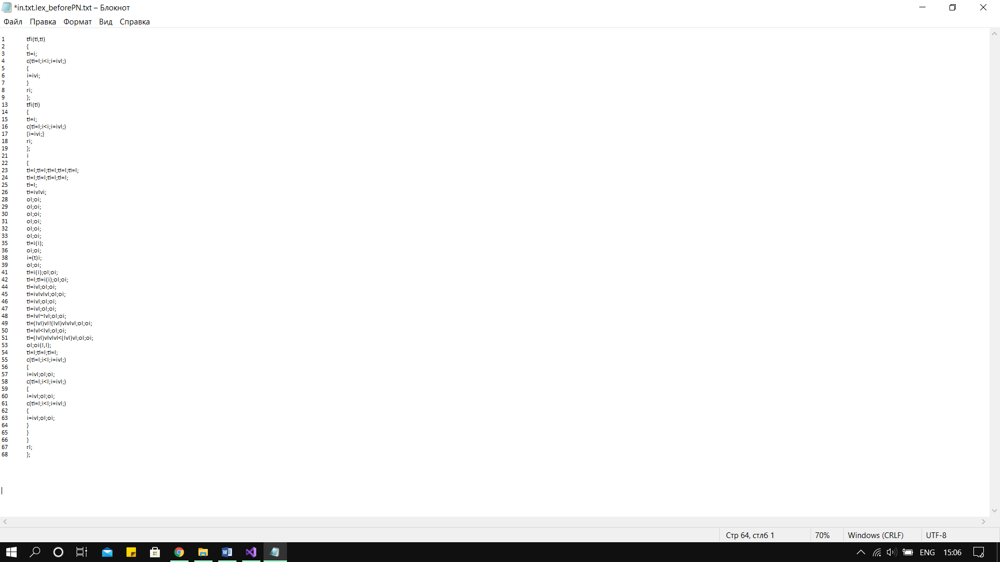 *in.txt.lex_beforePN.txt – Блокнот
Файл Правка Формат Вид Справка
1 tfi(ti,ti)
2 {
3 ti=i;
4 c(ti=l;i<i;i=ivl;)
5 {
6 i=ivi;
7 }
8 ri;
9 };
13 tfi(ti)
14 {
15 ti=i;
16 c(ti=l;i<i;i=ivl;)
17 {i=ivi;}
18 ri;
19 };
21 i
22 {
23 ti=l;ti=l;ti=l;ti=l;ti=l;
24 ti=l;ti=l;ti=l;ti=l;
25 ti=l;
26 ti=ivlvi;
28 ol;oi;
29 ol;oi;
30 ol;oi;
31 ol;oi;
32 ol;oi;
33 ol;oi;
35 ti=i(i);
36 oi;oi;
38 i=(t)i;
39 ol;oi;
41 ti=i(i);ol;oi;
42 ti=l;ti=i(i);ol;oi;
44 ti=ivl;ol;oi;
45 ti=ivlvlvl;ol;oi;
46 ti=ivl;ol;oi;
47 ti=ivl;ol;oi;
48 ti=lvl~lvl;ol;oi;
49 ti=(lvl)vl!(lvl)vlvlvl;ol;oi;
50 ti=lvl<lvl;ol;oi;
51 ti=(lvl)vlvlvl<(lvl)vl;ol;oi;
53 ol;oi(l,l);
54 ti=l;ti=l;ti=l;
55 c(ti=l;i<l;i=ivl;)
56 {
57 i=ivl;ol;oi;
58 c(ti=l;i<l;i=ivl;)
59 {
60 i=ivl;ol;oi;
61 c(ti=l;i<l;i=ivl;)
62 {
63 i=ivl;ol;oi;
64 }
65 }
66 }
67 rl;
68 };
Стр 64, стлб 1 70% Windows (CRLF) UTF-8
ENG 15:06